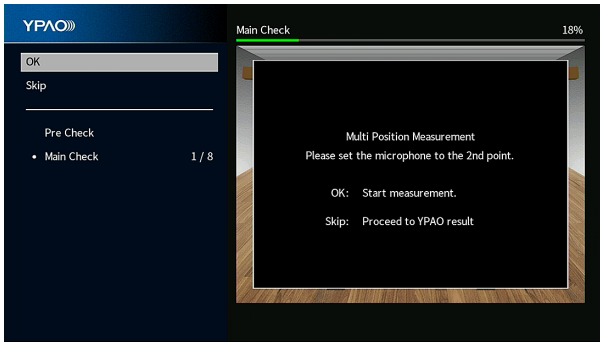 YPAO
OK
Skip
Pre Check
• Main Check 1 / 8
Main Check 18%
Multi Position Measurement
Please set the microphone to the 2nd point.
OK: Start measurement.
Skip: Proceed to YPAO result